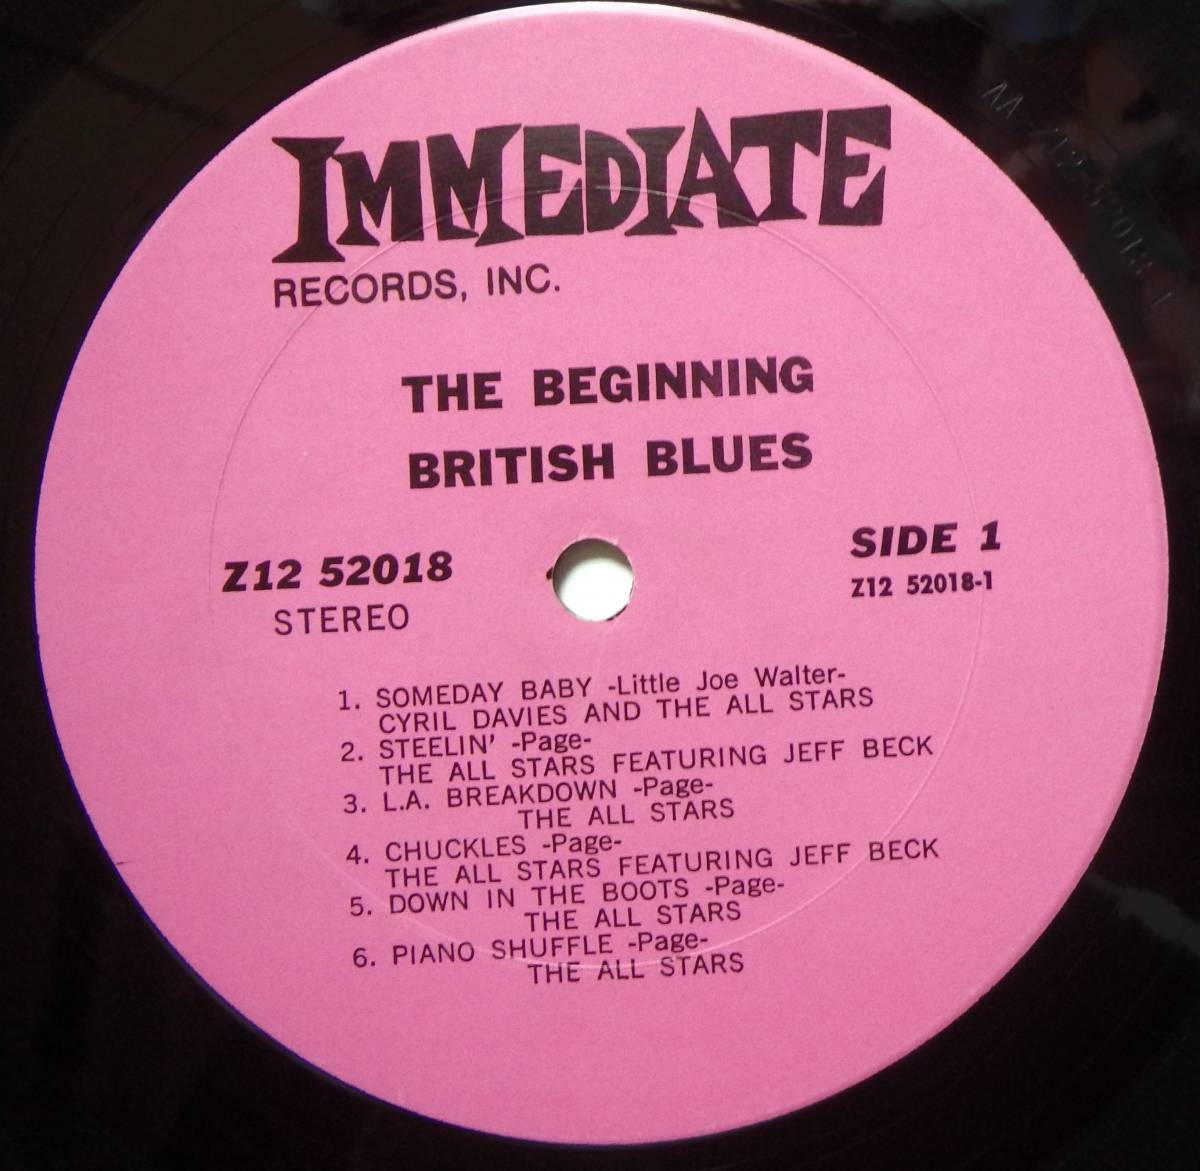 IMMEDIATE
RECORDS, INC.
THE BEGINNING
BRITISH BLUES
Z12 52018
STEREO
SIDE 1
Z12 52018-1
1. SOMEDAY BABY -Little Joe Walter-
CYRIL DAVIES AND THE ALL STARS
2. STEELIN' -Page-
THE ALL STARS FEATURING JEFF BECK
3. L.A. BREAKDOWN -Page-
THE ALL STARS
4. CHUCKLES -Page-
THE ALL STARS FEATURING JEFF BECK
5. DOWN IN THE BOOTS -Page-
THE ALL STARS
6. PIANO SHUFFLE -Page-
THE ALL STARS